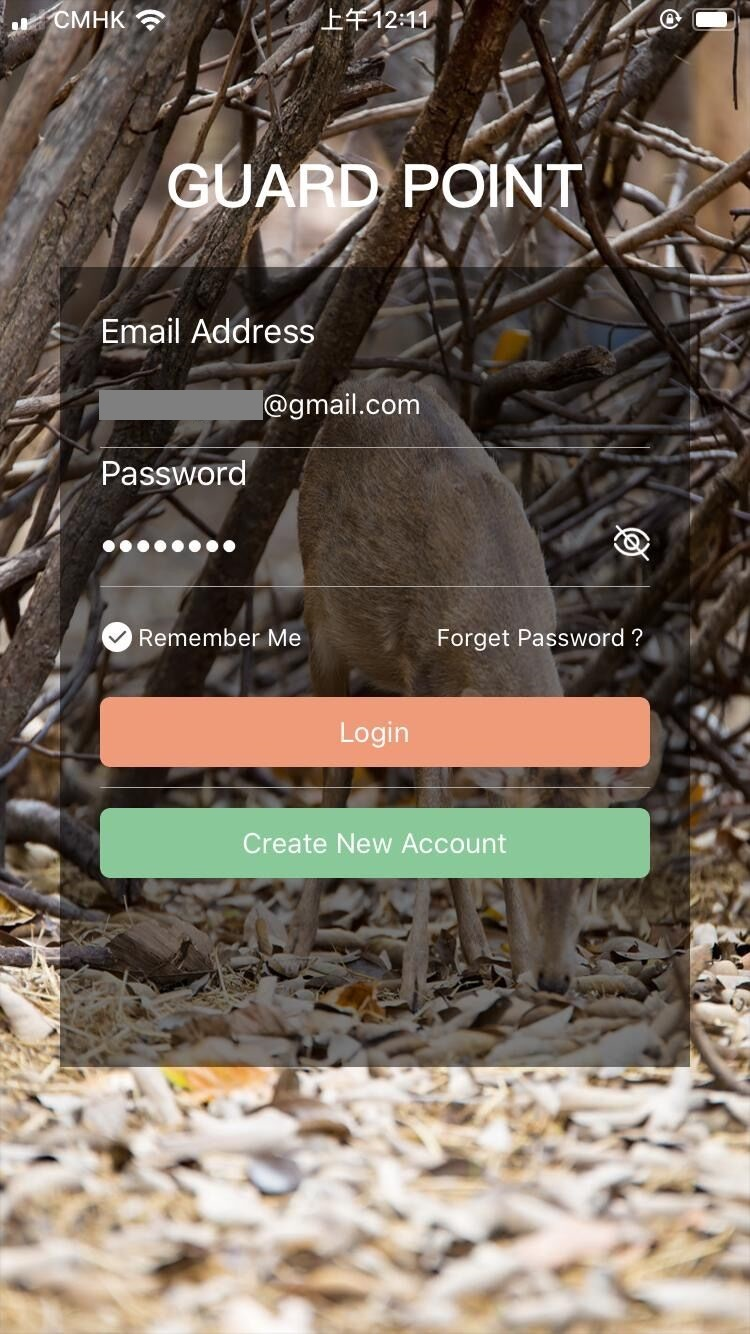 CMHK 上午12:11
GUARD POINT
Email Address
@gmail.com
Password
••••••••
Remember Me Forget Password ?
Login
Create New Account